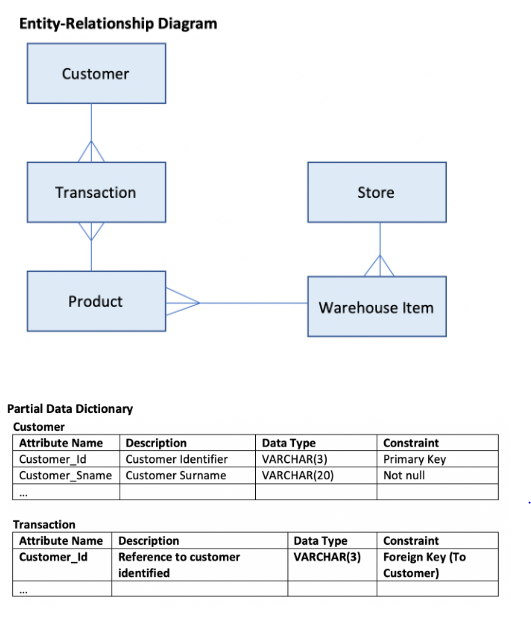 Entity-Relationship Diagram
Customer
Transaction
Store
Product
Warehouse Item
Partial Data Dictionary
Customer
Attribute Name Description Data Type Constraint
Customer_Id Customer Identifier VARCHAR(3) Primary Key
Customer_Sname Customer Surname VARCHAR(20) Not null
...
Transaction
Attribute Name Description Data Type Constraint
Customer_Id Reference to customer VARCHAR(3) Foreign Key (To
identified Customer)
...